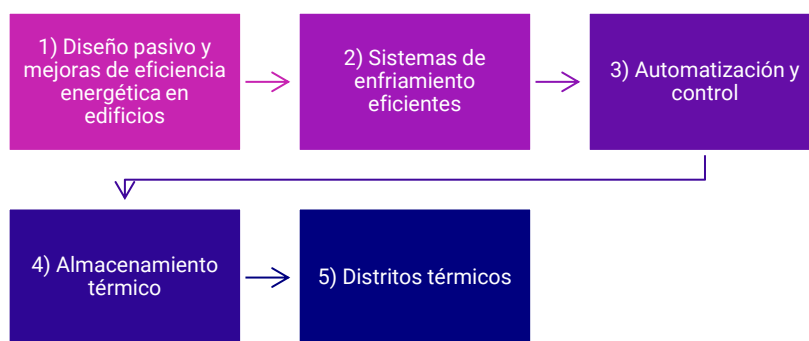 1) Diseño pasivo y
mejoras de eficiencia
energética en
edificios
2) Sistemas de
enfriamiento
eficientes
3) Automatización y
control
4) Almacenamiento
térmico
5) Distritos térmicos